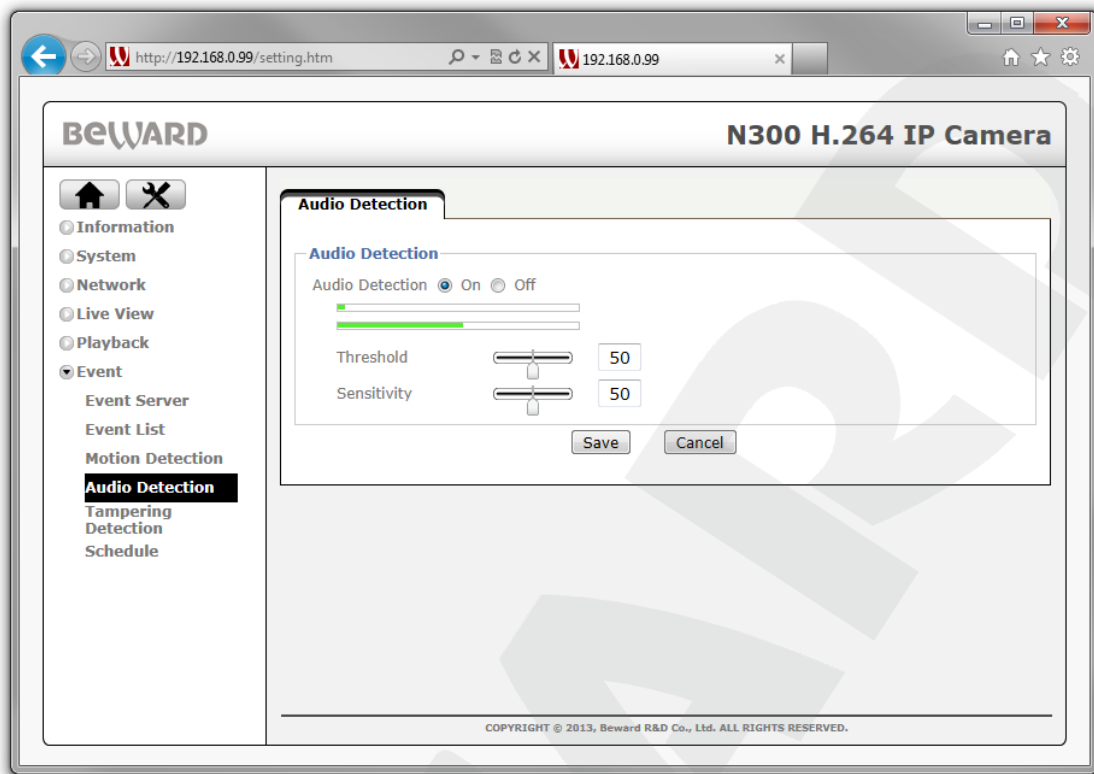 http://192.168.0.99/setting.htm
192.168.0.99
BEWARD
N300 H.264 IP Camera
Information
System
Network
Live View
Playback
Event
Event Server
Event List
Motion Detection
Audio Detection
Tampering
Detection
Schedule
Audio Detection
Audio Detection
Audio Detection On Off
Threshold 50
Sensitivity 50
Save Cancel
COPYRIGHT © 2013, Beward R&D Co., Ltd. ALL RIGHTS RESERVED.